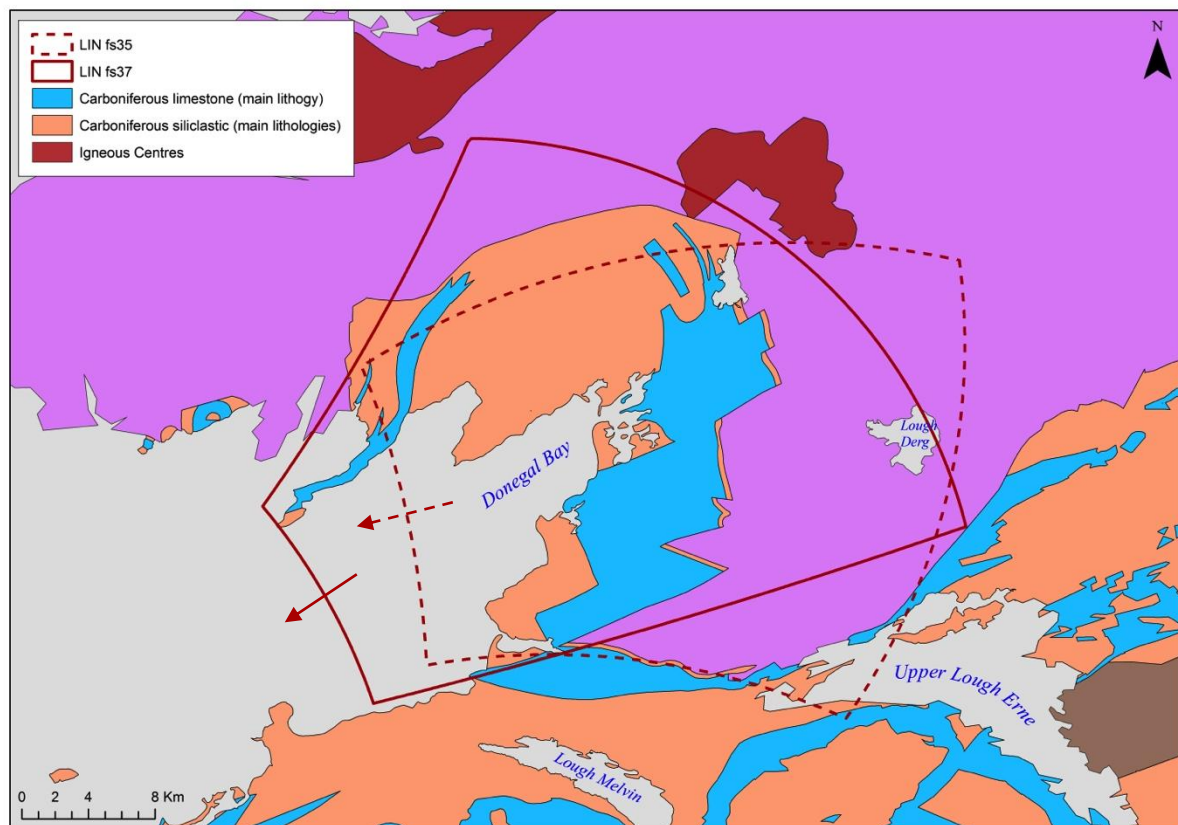 LIN fs35
LIN fs37
Carboniferous limestone (main lithogy)
Carboniferous siliclastic (main lithologies)
Igneous Centres
N
Lough
Derg
Donegal Bay
Upper Lough Erne
Lough Melvin
0 2 4 8 Km